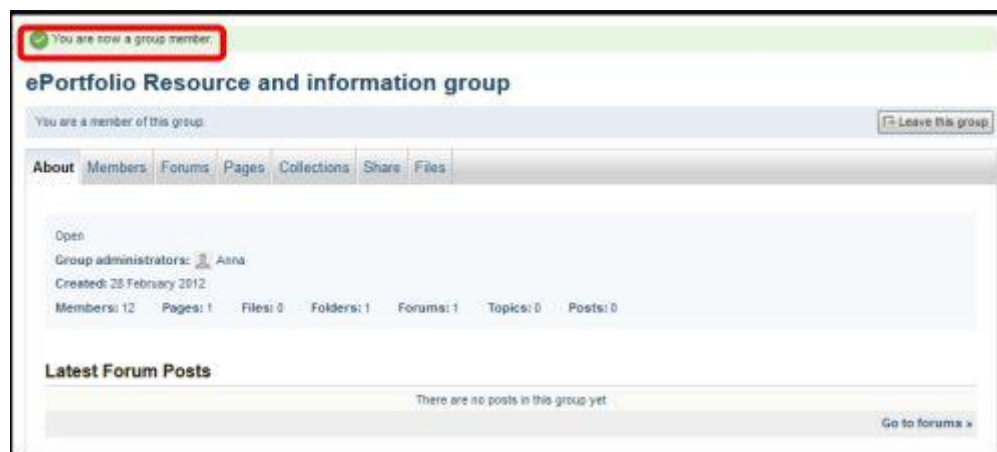 You are now a group member.
ePortfolio Resource and information group
You are a member of this group.
Leave this group
About Members Forums Pages Collections Share Files
Open
Group administrators: Anna
Created: 28 February 2012
Members: 12 Pages: 1 Files: 0 Folders: 1 Forums: 1 Topics: 0 Posts: 0
Latest Forum Posts
There are no posts in this group yet
Go to forums »